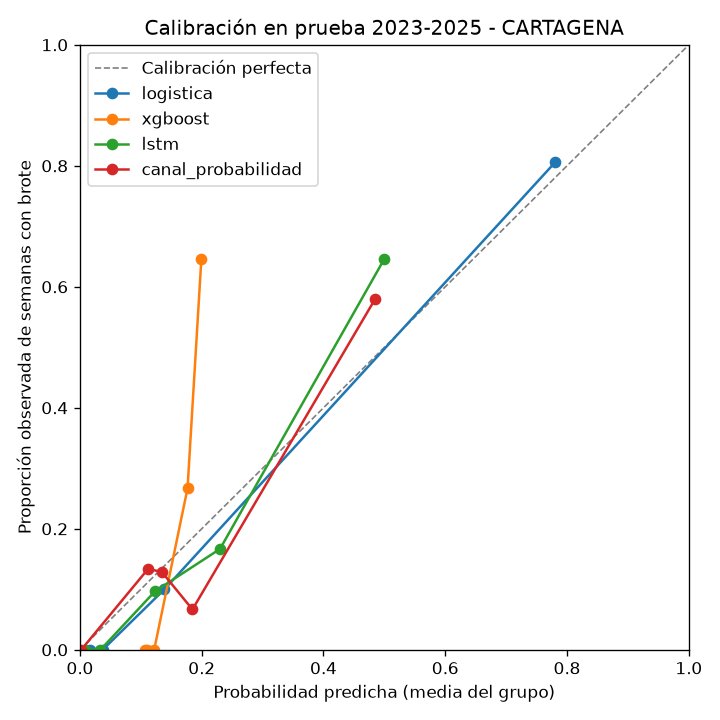 Calibración en prueba 2023-2025 - CARTAGENA
Calibración perfecta
logistica
xgboost
lstm
canal_probabilidad
Proporción observada de semanas con brote
1.0
0.8
0.6
0.4
0.2
0.0
0.0 0.2 0.4 0.6 0.8 1.0
Probabilidad predicha (media del grupo)